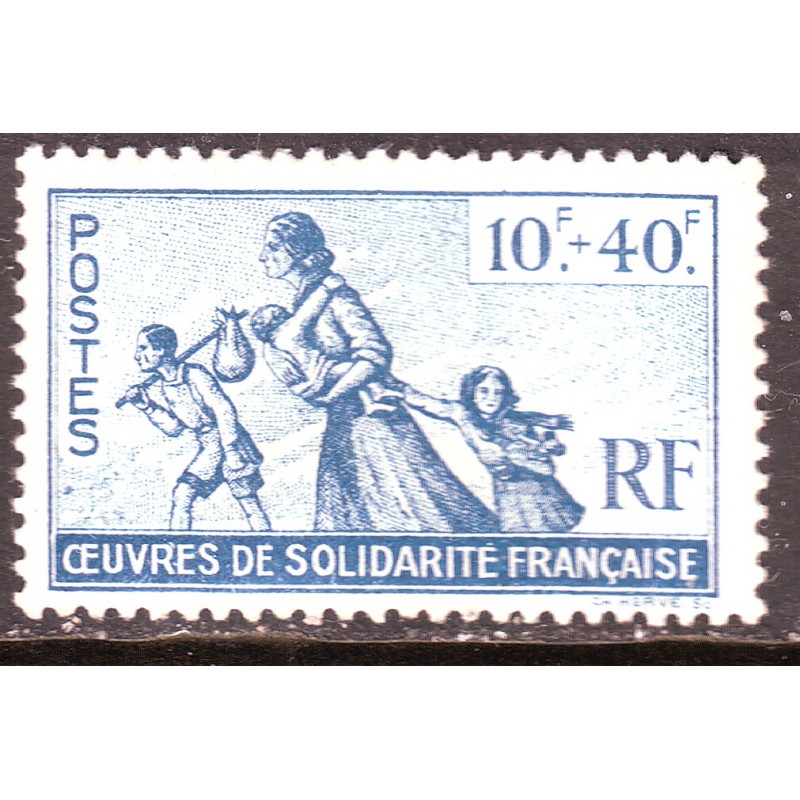 POSTES
10F.+40F.
RF
ŒUVRES DE SOLIDARITÉ FRANÇAISE
CH HERVÉ SC